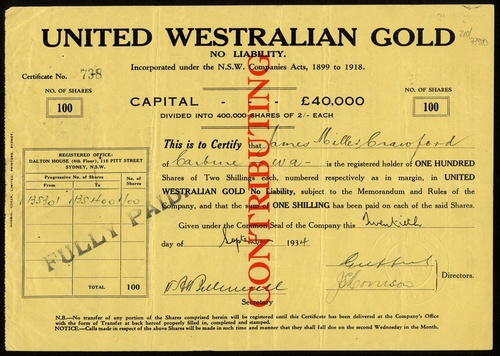 UNITED WESTRALIAN GOLD
NO LIABILITY.
Incorporated under the N.S.W. Companies Acts, 1899 to 1918.
Certificate No. 738
NO. OF SHARES
100
CAPITAL - - - £40,000
DIVIDED INTO 400,000 SHARES OF 2/- EACH
NO. OF SHARES
100
CONTRIBUTING
This is to Certify that James Crawford
of Carbine W.A.
is the registered holder of ONE HUNDRED
Shares of Two Shillings each, numbered respectively as in margin, in UNITED
WESTRALIAN GOLD No Liability, subject to the Memorandum and Rules of the
Company, and that the sum of ONE SHILLING has been paid on each of the said Shares.
Given under the Common Seal of the Company this Twentieth
day of Septr. 1934
REGISTERED OFFICE:
DALTON HOUSE (6th Floor), 115 PITT STREET
SYDNEY, N.S.W.
Progressive No. of Shares
From To
No. of Shares
135301 135400 100
FULLY PAID
TOTAL 100
Secretary
Directors.
N.B.—No transfer of any portion of the Shares comprised herein will be registered until this Certificate has been delivered at the Company's Office
with the form of Transfer at back hereof properly filled in, completed and stamped.
NOTICE.—Calls made in respect of the above Shares will be made in such time and manner that they shall fall due on the second Wednesday in the Month.